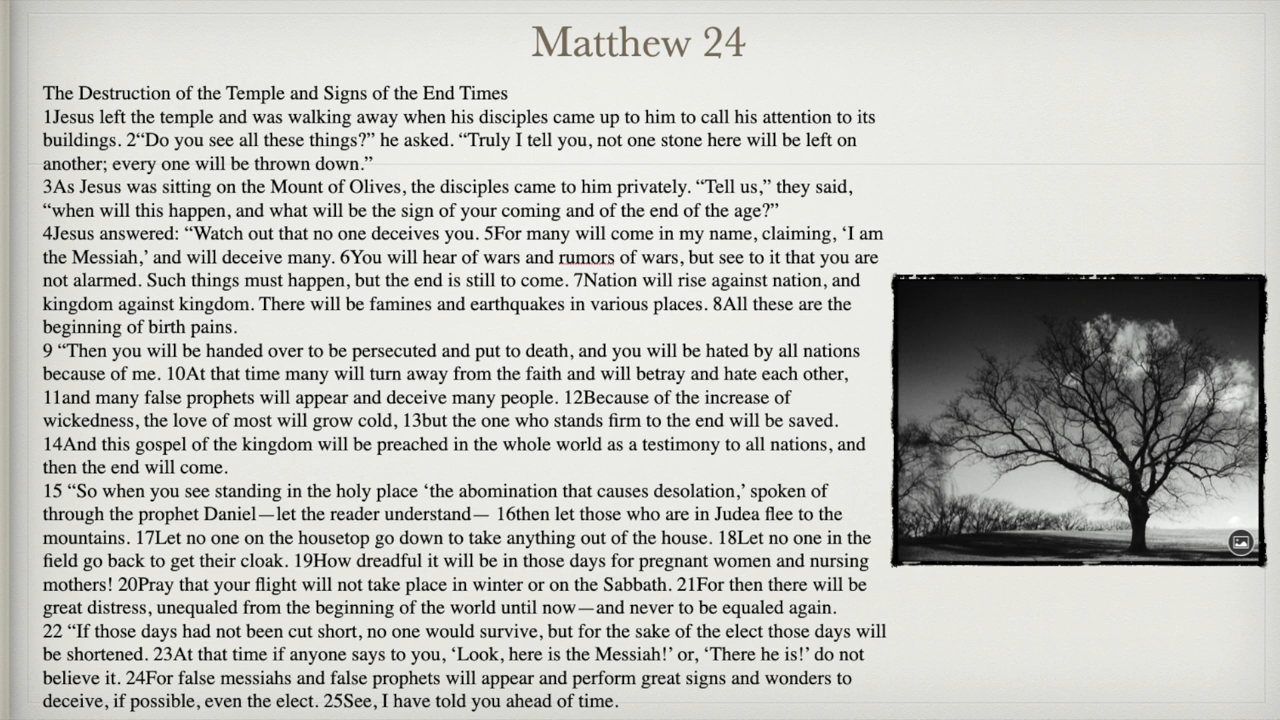 Matthew 24
The Destruction of the Temple and Signs of the End Times
1Jesus left the temple and was walking away when his disciples came up to him to call his attention to its
buildings. 2“Do you see all these things?” he asked. “Truly I tell you, not one stone here will be left on
another; every one will be thrown down.”
3As Jesus was sitting on the Mount of Olives, the disciples came to him privately. “Tell us,” they said,
“when will this happen, and what will be the sign of your coming and of the end of the age?”
4Jesus answered: “Watch out that no one deceives you. 5For many will come in my name, claiming, ‘I am
the Messiah,’ and will deceive many. 6You will hear of wars and rumors of wars, but see to it that you are
not alarmed. Such things must happen, but the end is still to come. 7Nation will rise against nation, and
kingdom against kingdom. There will be famines and earthquakes in various places. 8All these are the
beginning of birth pains.
9 “Then you will be handed over to be persecuted and put to death, and you will be hated by all nations
because of me. 10At that time many will turn away from the faith and will betray and hate each other,
11and many false prophets will appear and deceive many people. 12Because of the increase of
wickedness, the love of most will grow cold, 13but the one who stands firm to the end will be saved.
14And this gospel of the kingdom will be preached in the whole world as a testimony to all nations, and
then the end will come.
15 “So when you see standing in the holy place ‘the abomination that causes desolation,’ spoken of
through the prophet Daniel—let the reader understand— 16then let those who are in Judea flee to the
mountains. 17Let no one on the housetop go down to take anything out of the house. 18Let no one in the
field go back to get their cloak. 19How dreadful it will be in those days for pregnant women and nursing
mothers! 20Pray that your flight will not take place in winter or on the Sabbath. 21For then there will be
great distress, unequaled from the beginning of the world until now—and never to be equaled again.
22 “If those days had not been cut short, no one would survive, but for the sake of the elect those days will
be shortened. 23At that time if anyone says to you, ‘Look, here is the Messiah!’ or, ‘There he is!’ do not
believe it. 24For false messiahs and false prophets will appear and perform great signs and wonders to
deceive, if possible, even the elect. 25See, I have told you ahead of time.